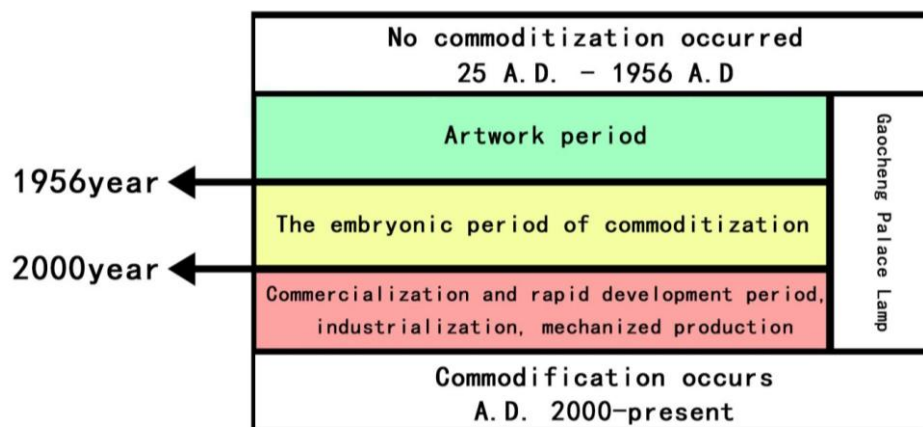 No commoditization occurred
25 A.D. - 1956 A.D
Artwork period
Gaocheng Palace Lamp
1956year
The embryonic period of commoditization
2000year
Commercialization and rapid development period,
industrialization, mechanized production
Commodification occurs
A.D. 2000-present